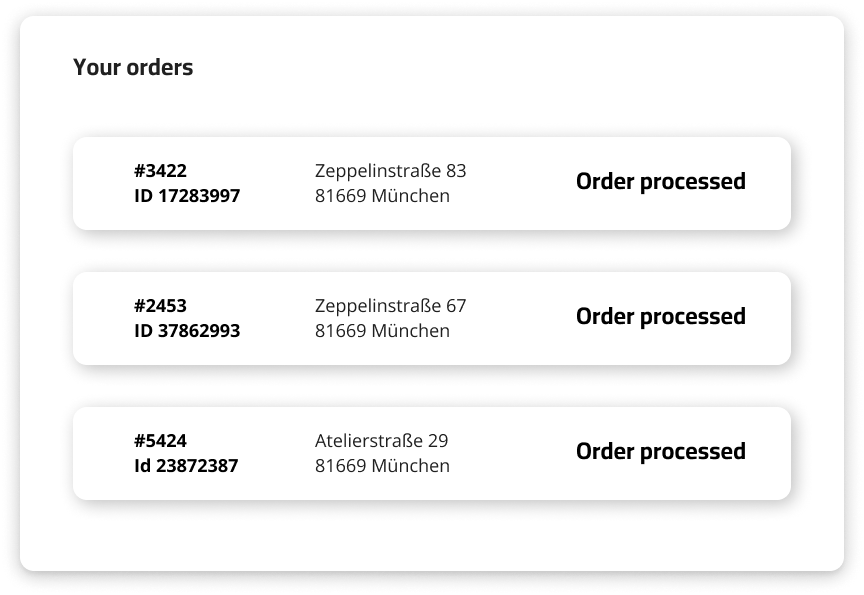 Your orders
#3422
ID 17283997
Zeppelinstraße 83
81669 München
Order processed
#2453
ID 37862993
Zeppelinstraße 67
81669 München
Order processed
#5424
Id 23872387
Atelierstraße 29
81669 München
Order processed